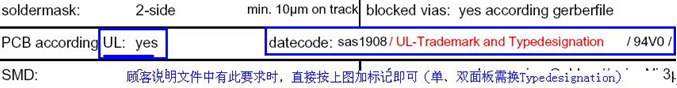 soldermask: 2-side min. 10µm on track blocked vias: yes according gerberfile
PCB according UL: yes datecode: sas1908 / UL-Trademark and Typedesignation / 94V0 /
SMD: 顾客说明文件中有此要求时，直接按上图加标记即可（单、双面板需换Typedesignation）